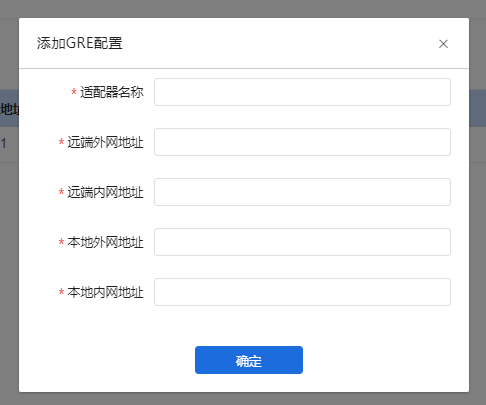 添加GRE配置
地址
1
* 适配器名称
* 远端外网地址
* 远端内网地址
* 本地外网地址
* 本地内网地址
确定